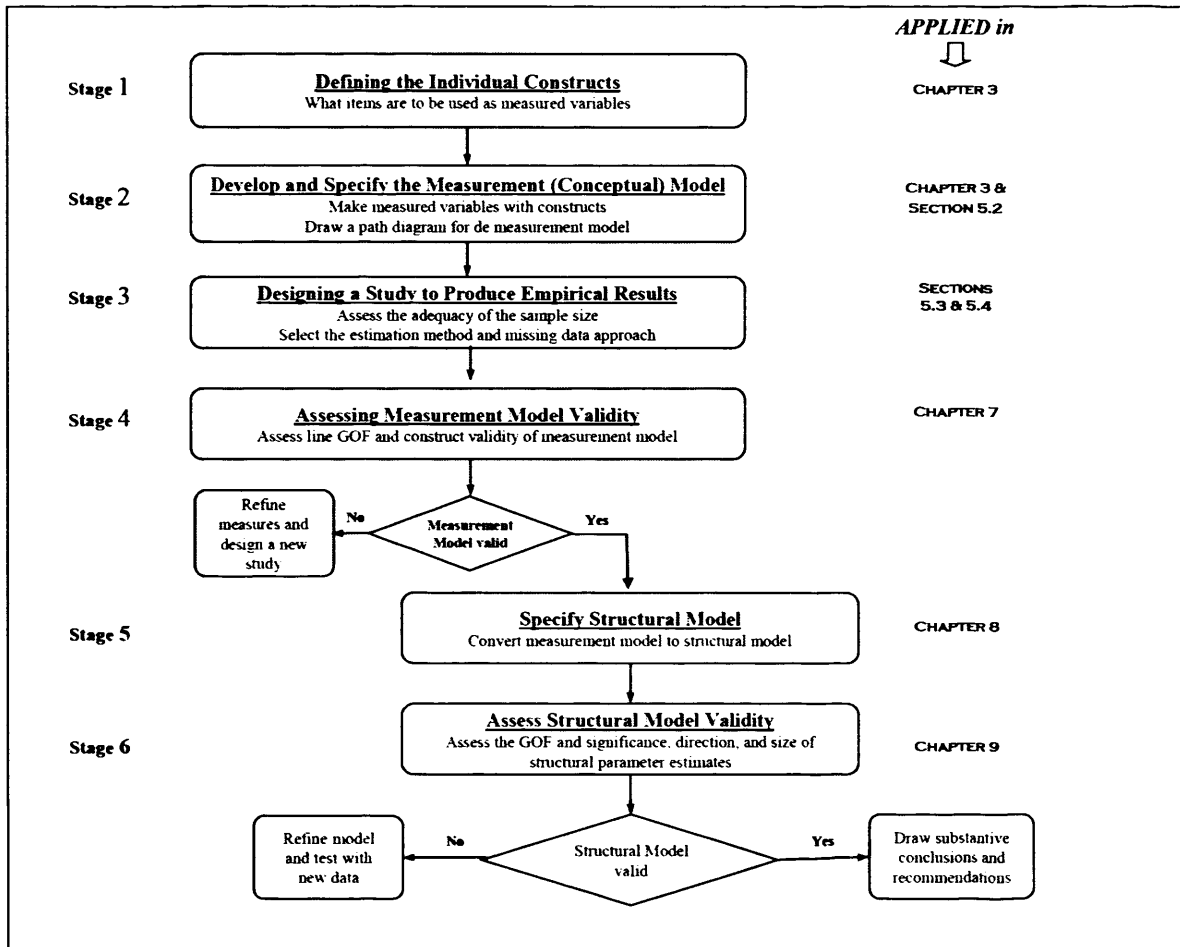 APPLIED in
Stage 1
Defining the Individual Constructs
What items are to be used as measured variables
CHAPTER 3
Stage 2
Develop and Specify the Measurement (Conceptual) Model
Make measured variables with constructs
Draw a path diagram for de measurement model
CHAPTER 3 &
SECTION 5.2
Stage 3
Designing a Study to Produce Empirical Results
Assess the adequacy of the sample size
Select the estimation method and missing data approach
SECTIONS
5.3 & 5.4
Stage 4
Assessing Measurement Model Validity
Assess line GOF and construct validity of measurement model
CHAPTER 7
Refine
measures and
design a new
study
No
Measurement
Model valid
Yes
Stage 5
Specify Structural Model
Convert measurement model to structural model
CHAPTER 8
Stage 6
Assess Structural Model Validity
Assess the GOF and significance, direction, and size of
structural parameter estimates
CHAPTER 9
Refine model
and test with
new data
No
Structural Model
valid
Yes
Draw substantive
conclusions and
recommendations